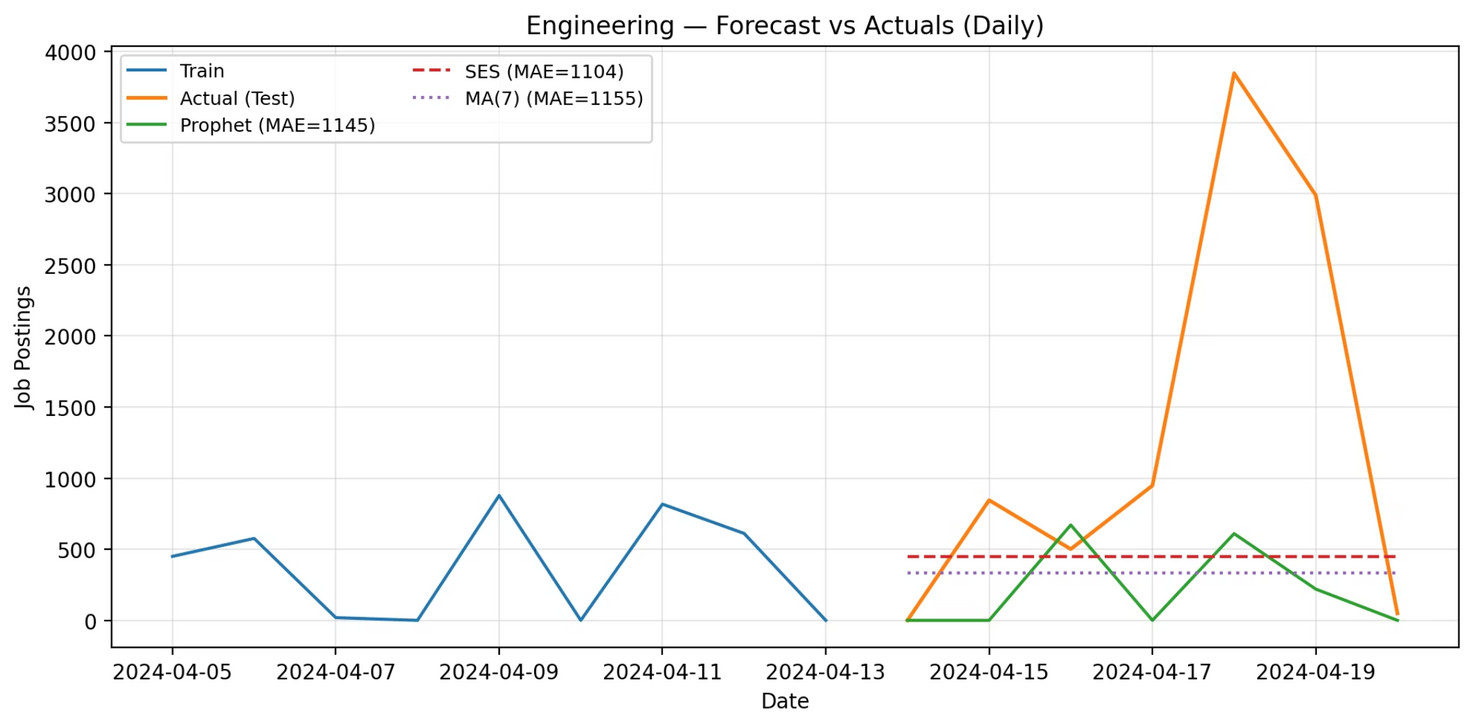 Engineering — Forecast vs Actuals (Daily)
Train
Actual (Test)
Prophet (MAE=1145)
SES (MAE=1104)
MA(7) (MAE=1155)
Job Postings
4000
3500
3000
2500
2000
1500
1000
500
0
2024-04-05 2024-04-07 2024-04-09 2024-04-11 2024-04-13 2024-04-15 2024-04-17 2024-04-19
Date